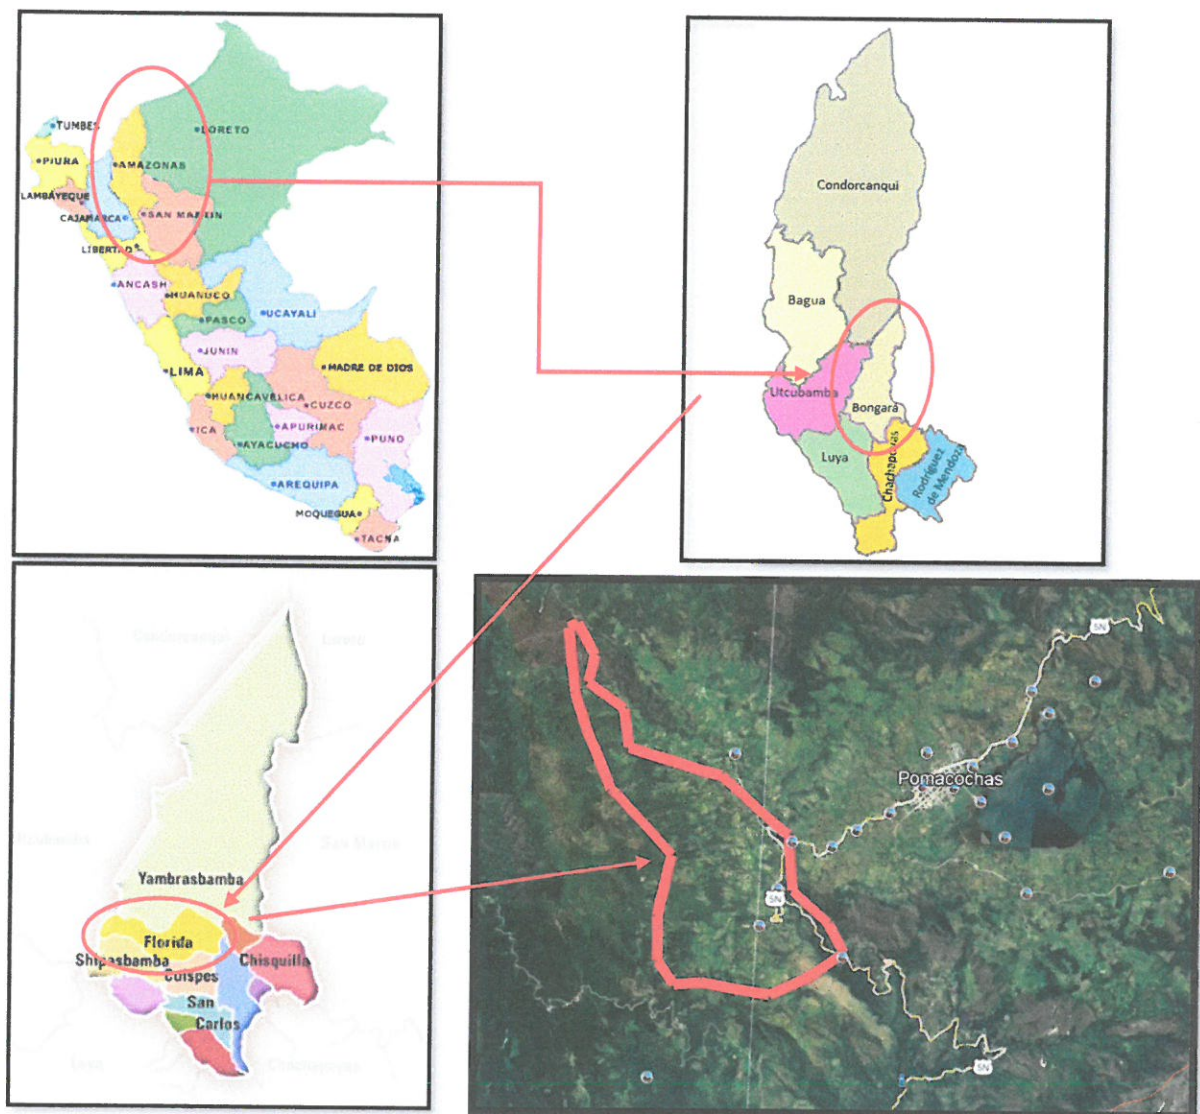 TUMBES
LORETO
PIURA
AMAZONAS
LAMBAYEQUE
CAJAMARCA
SAN MARTIN
LIBERTAD
ANCASH
HUANUCO
UCAYALI
PASCO
JUNIN
LIMA
MADRE DE DIOS
HUANCAVELICA
CUZCO
ICA
APURIMAC
PUNO
AYACUCHO
AREQUIPA
MOQUEGUA
TACNA
Condorcanqui
Bagua
Utcubamba
Bongará
Luya
Chachapoyas
Rodríguez
de Mendoza
Yambrasbamba
Florida
Shipasbamba
Chisquilla
Cuispes
San
Carlos
5N
Pomacochas
5N
5N